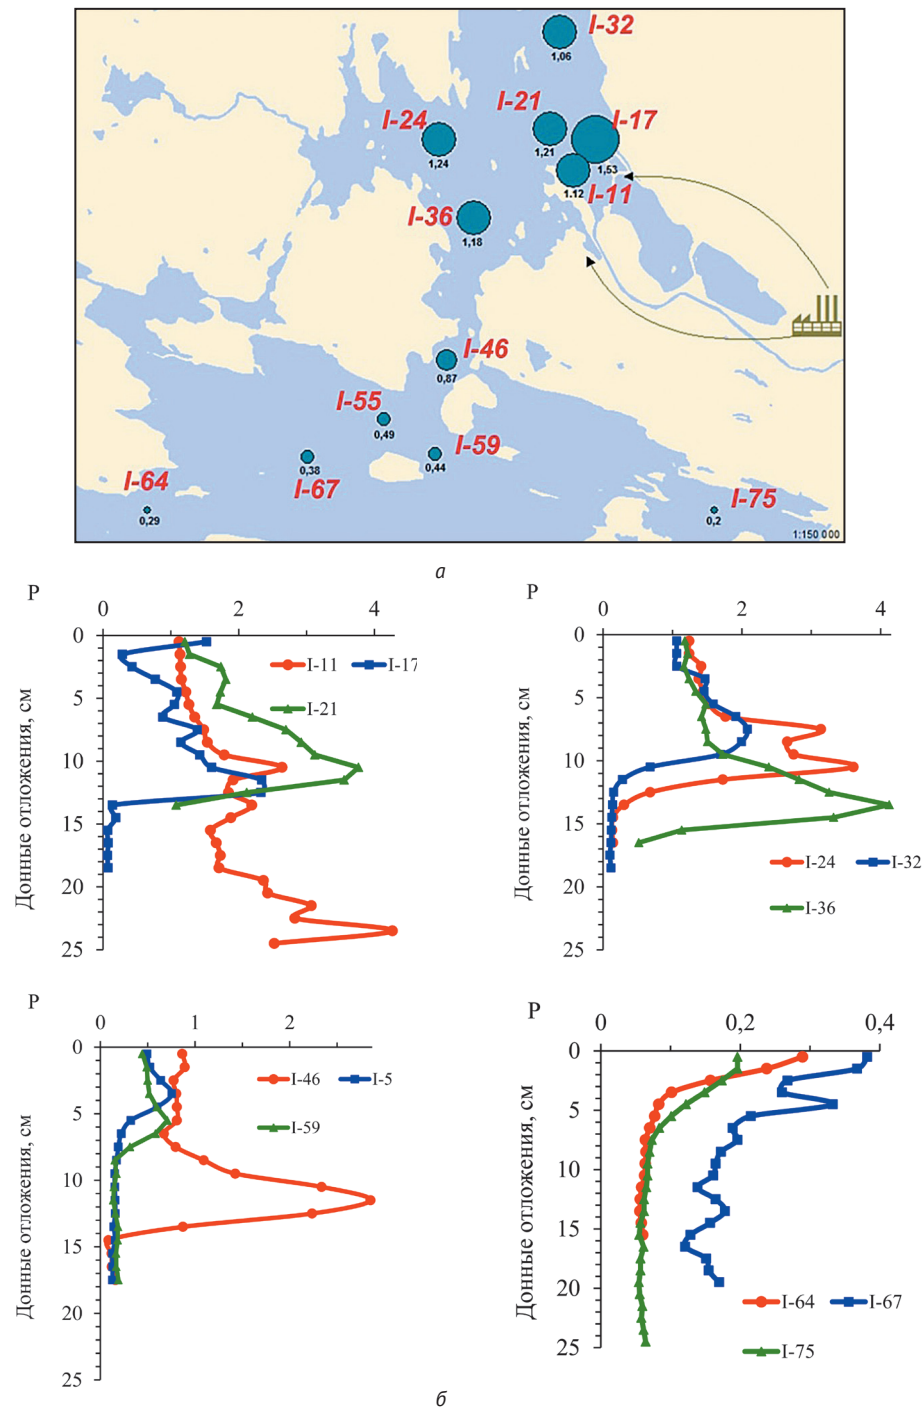 I-32
1,06
I-21
I-24
I-17
1,21
1,24
1,53
1.12
I-11
I-36
1,18
I-46
0,87
I-55
0,49
I-59
0,44
0,38
I-67
I-64
0,29
I-75
0,2
1:150 000
а
P
0 2 4
0
5
10
15
20
25
Донные отложения, см
I-11 I-17
I-21
P
0 2 4
0
5
10
15
20
25
Донные отложения, см
I-24 I-32
I-36
P
0 1 2
0
5
10
15
20
25
Донные отложения, см
I-46 I-5
I-59
P
0 0,2 0,4
0
5
10
15
20
25
Донные отложения, см
I-64 I-67
I-75
б